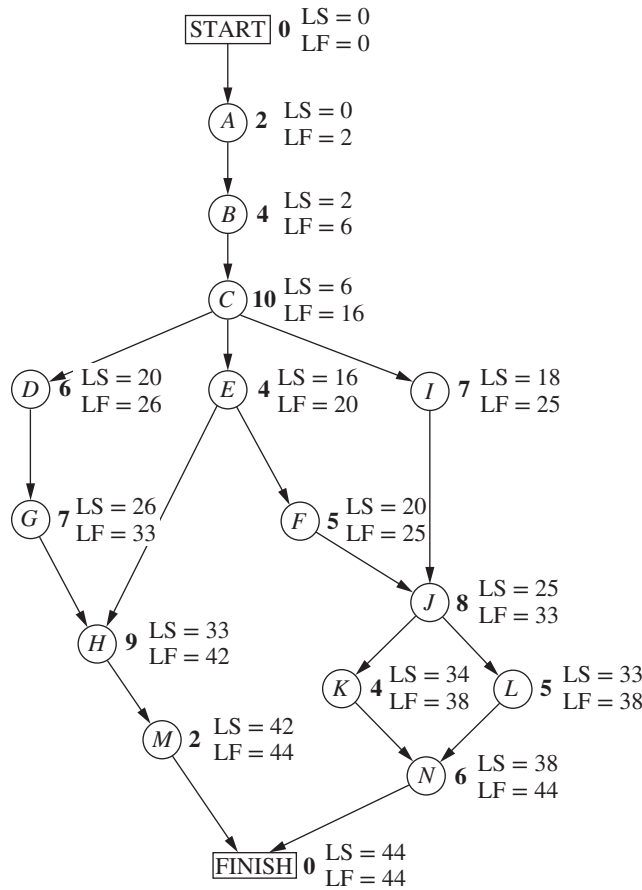 START 0 LS = 0
LF = 0
A 2 LS = 0
LF = 2
B 4 LS = 2
LF = 6
C 10 LS = 6
LF = 16
D 6 LS = 20
LF = 26
E 4 LS = 16
LF = 20
I 7 LS = 18
LF = 25
G 7 LS = 26
LF = 33
F 5 LS = 20
LF = 25
J 8 LS = 25
LF = 33
H 9 LS = 33
LF = 42
K 4 LS = 34
LF = 38
L 5 LS = 33
LF = 38
M 2 LS = 42
LF = 44
N 6 LS = 38
LF = 44
FINISH 0 LS = 44
LF = 44